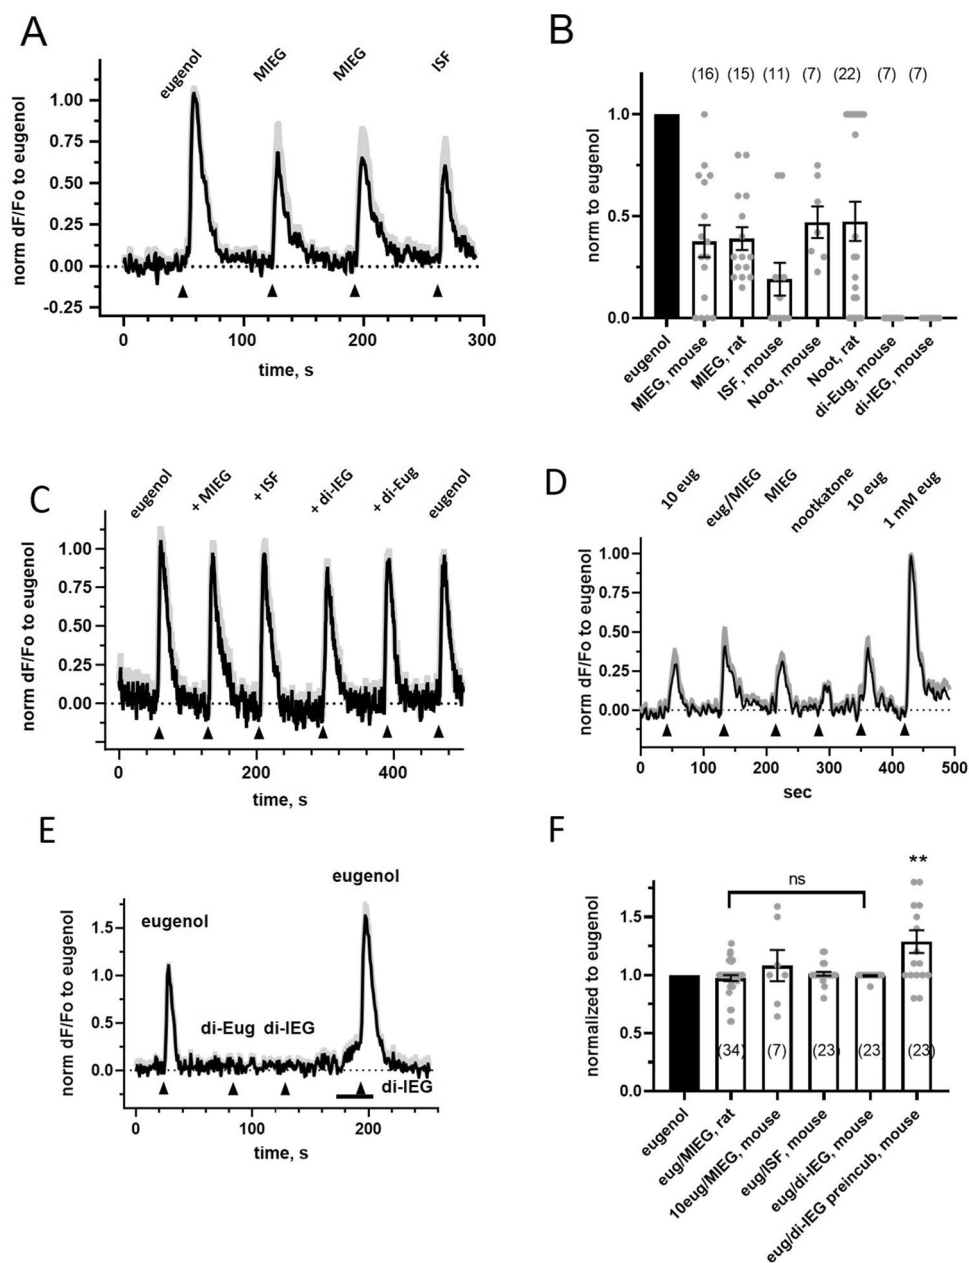 A
eugenol
MIEG
MIEG
ISF
norm dF/Fo to eugenol
1.00
0.75
0.50
0.25
0.00
-0.25
0
100
200
300
time, s
B
(16)
(15)
(11)
(7)
(22)
(7)
(7)
norm to eugenol
1.0
0.5
0.0
eugenol
MIEG, mouse
MIEG, rat
ISF, mouse
Noot, mouse
Noot, rat
di-Eug, mouse
di-IEG, mouse
C
eugenol
+ MIEG
+ ISF
+ di-IEG
+ di-Eug
eugenol
norm dF/Fo to eugenol
1.00
0.75
0.50
0.25
0.00
0
200
400
time, s
D
10 eug
eug/MIEG
MIEG
nootkatone
10 eug
1 mM eug
norm dF/Fo to eugenol
1.00
0.75
0.50
0.25
0.00
0
100
200
300
400
500
sec
E
eugenol
eugenol
norm dF/Fo to eugenol
1.5
1.0
0.5
0.0
di-Eug
di-IEG
di-IEG
0
100
200
time, s
F
**
ns
normalized to eugenol
1.5
1.0
0.5
0.0
(34)
(7)
(23)
(23
(23)
eugenol
eug/MIEG, rat
10eug/MIEG, mouse
eug/ISF, mouse
eug/di-IEG, mouse
eug/di-IEG preincub, mouse